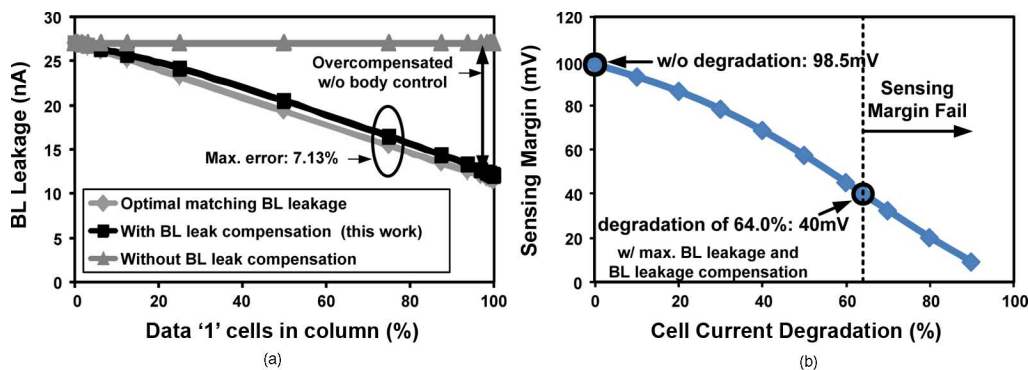 30
25
20
15
10
5
0
BL Leakage (nA)
Overcompensated
w/o body control
Max. error: 7.13%
Optimal matching BL leakage
With BL leak compensation (this work)
Without BL leak compensation
0 20 40 60 80 100
Data ‘1’ cells in column (%)
(a)
120
100
80
60
40
20
0
Sensing Margin (mV)
w/o degradation: 98.5mV
Sensing
Margin Fail
degradation of 64.0%: 40mV
w/ max. BL leakage and
BL leakage compensation
0 20 40 60 80 100
Cell Current Degradation (%)
(b)